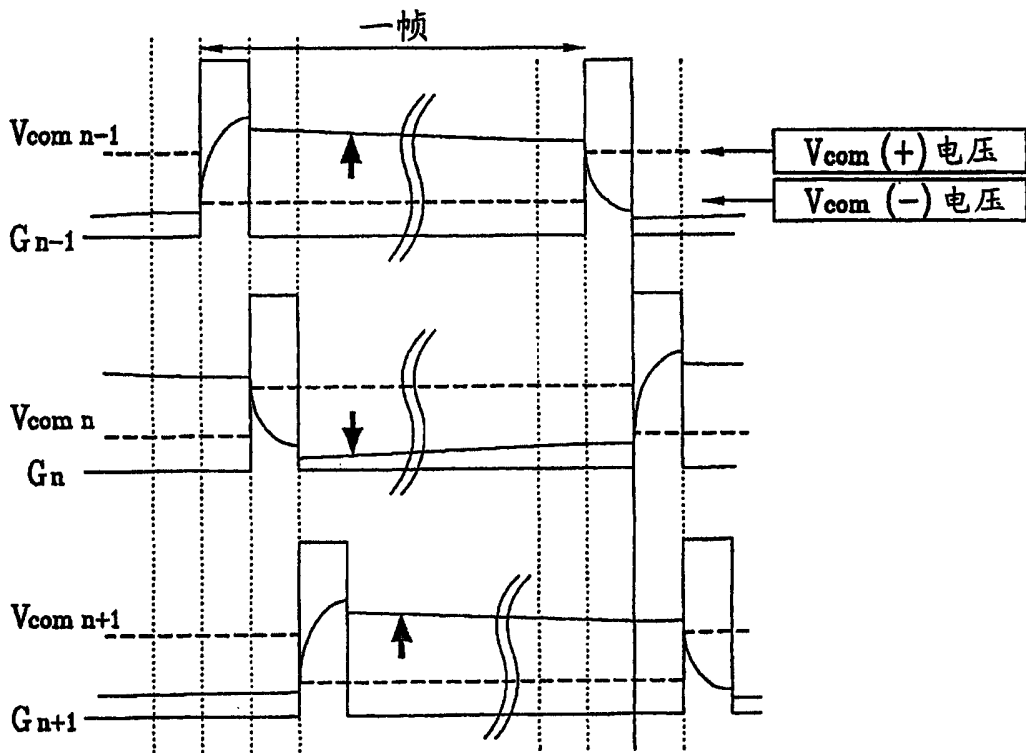 一帧
Vcom n-1
Vcom (+) 电压
Vcom (-) 电压
Gn-1
Vcom n
Gn
Vcom n+1
Gn+1